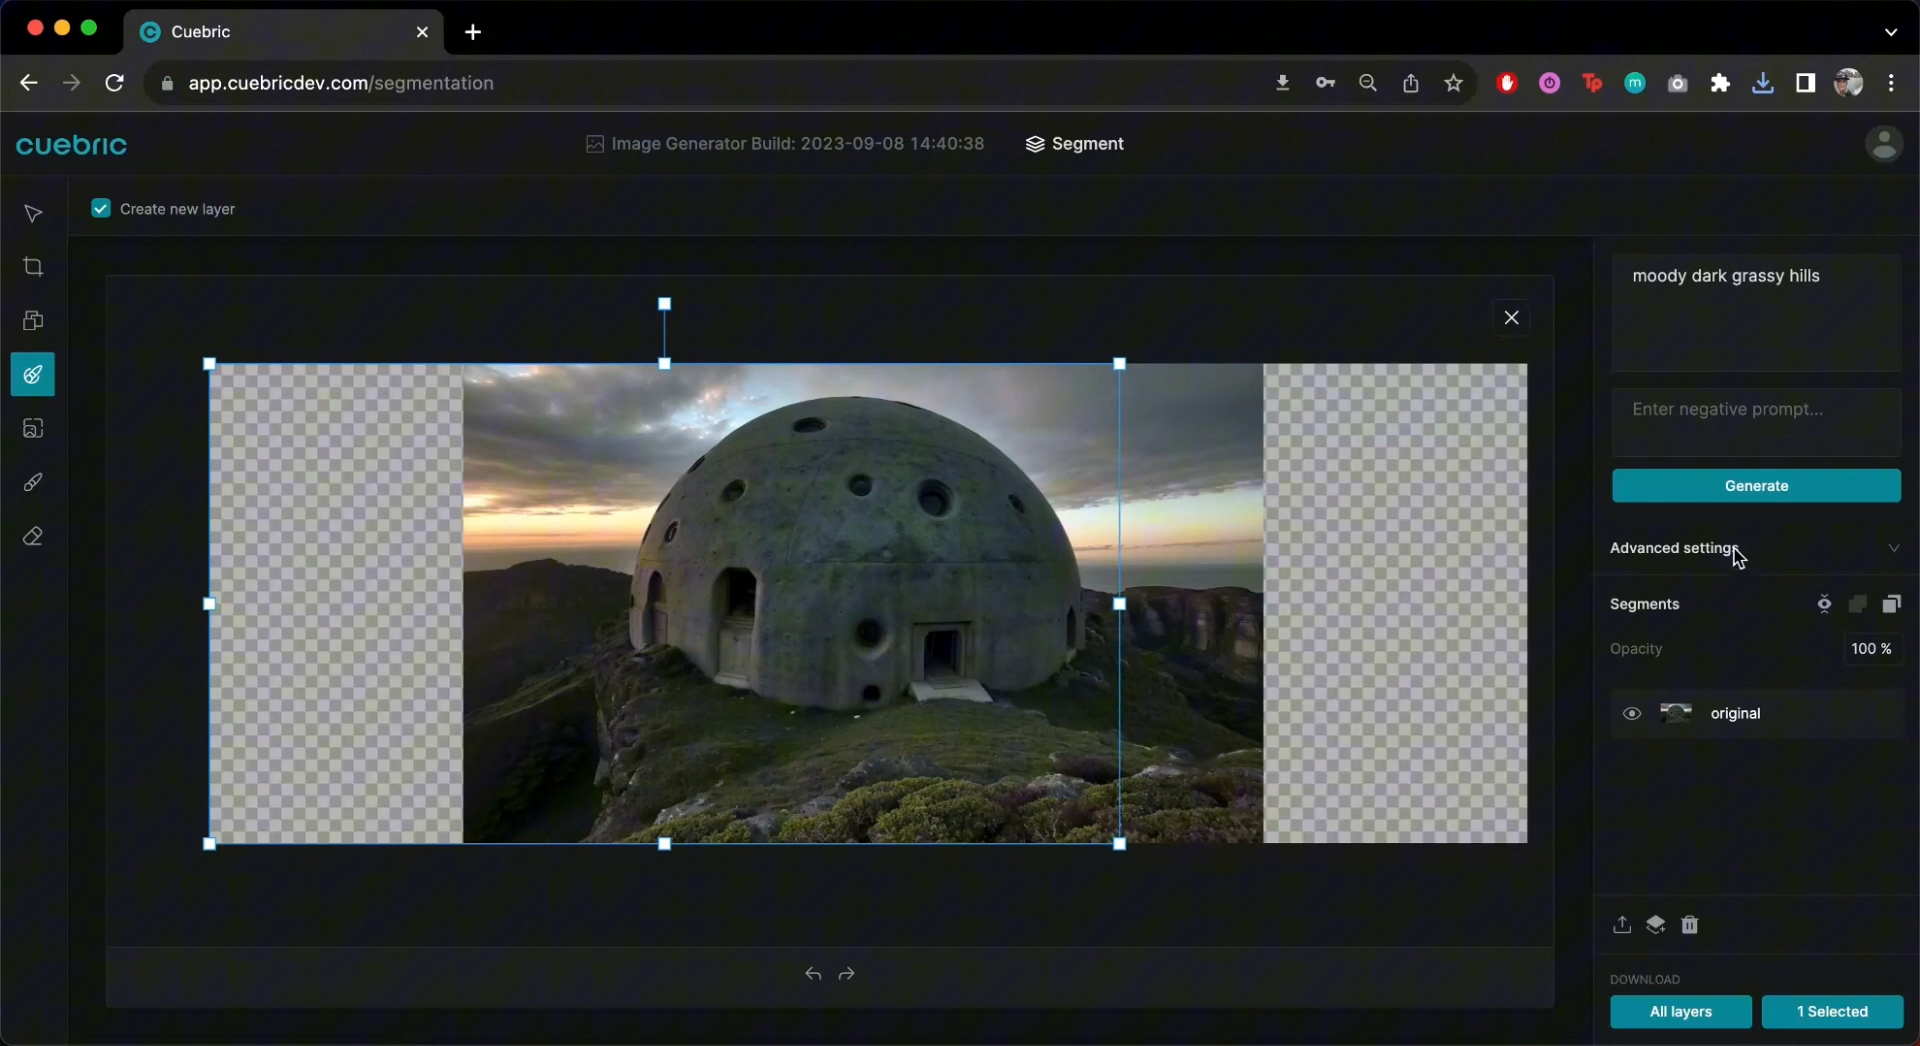 Cuebric
app.cuebricdev.com/segmentation
Tp
m
cuebric
Image Generator Build: 2023-09-08 14:40:38
Segment
Create new layer
moody dark grassy hills
Enter negative prompt...
Generate
Advanced settings
Segments
Opacity
100 %
original
DOWNLOAD
All layers
1 Selected